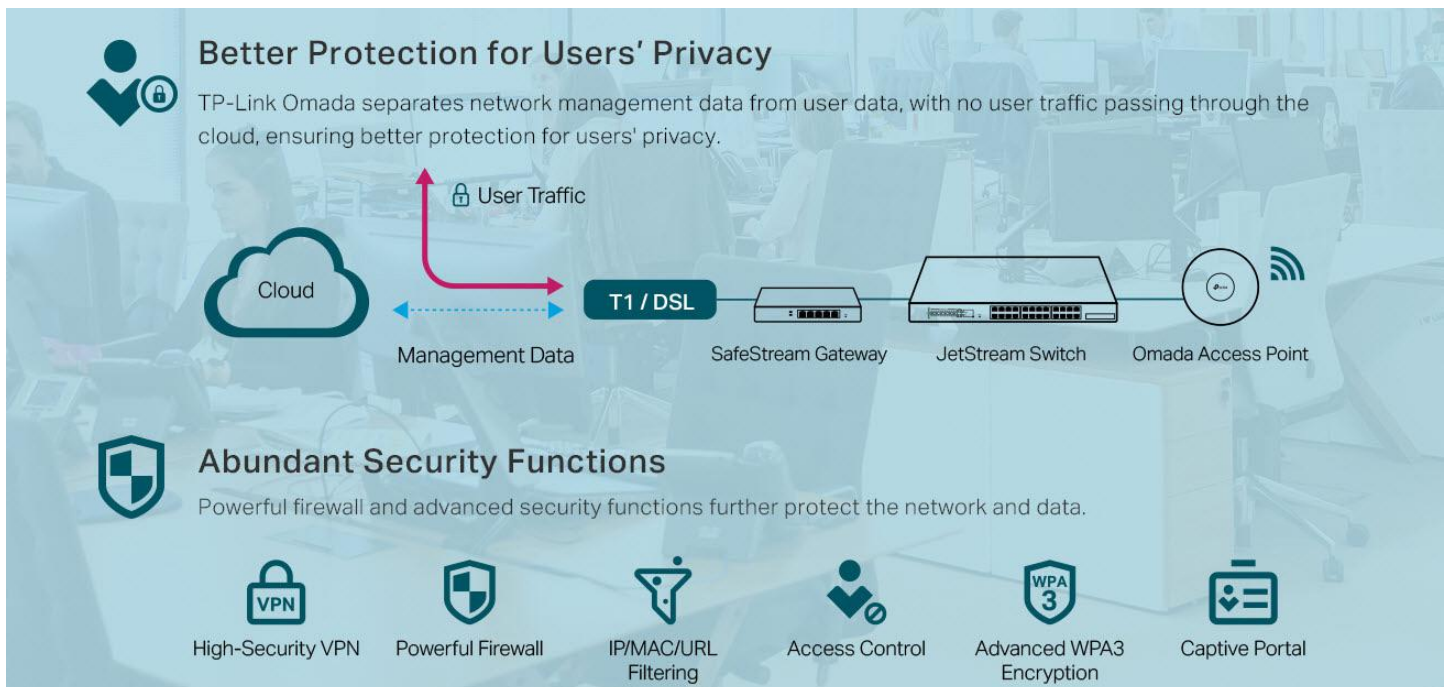 Better Protection for Users' Privacy
TP-Link Omada separates network management data from user data, with no user traffic passing through the
cloud, ensuring better protection for users' privacy.
User Traffic
Cloud
T1 / DSL
Management Data
SafeStream Gateway
JetStream Switch
Omada Access Point
Abundant Security Functions
Powerful firewall and advanced security functions further protect the network and data.
VPN
WPA
3
High-Security VPN
Powerful Firewall
IP/MAC/URL
Filtering
Access Control
Advanced WPA3
Encryption
Captive Portal